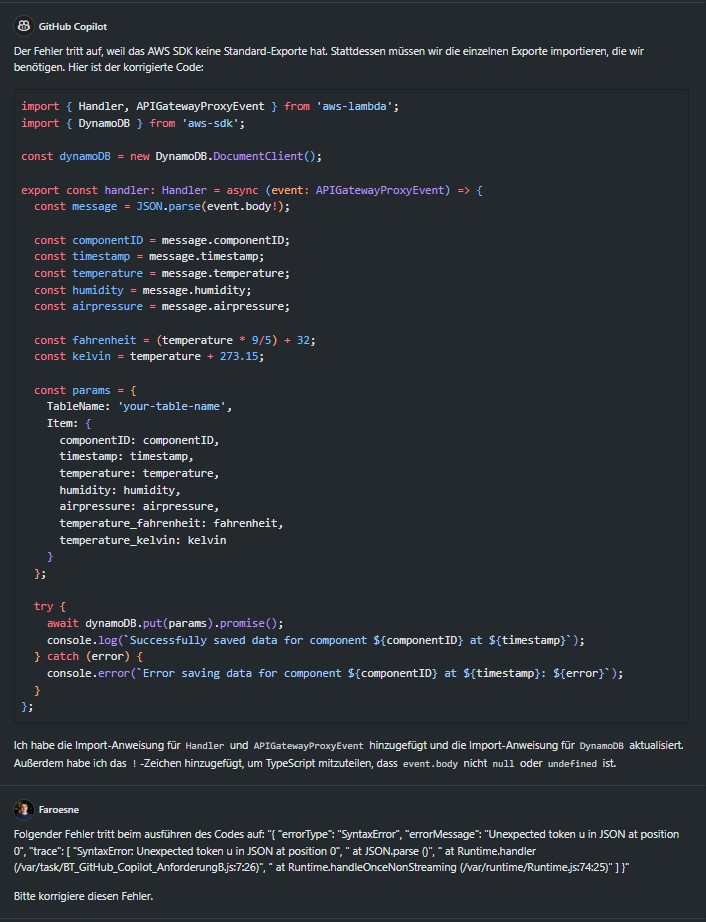 GitHub Copilot
Der Fehler tritt auf, weil das AWS SDK keine Standard-Exporte hat. Stattdessen müssen wir die einzelnen Exporte importieren, die wir
benötigen. Hier ist der korrigierte Code:
import { Handler, APIGatewayProxyEvent } from 'aws-lambda';
import { DynamoDB } from 'aws-sdk';
const dynamoDB = new DynamoDB.DocumentClient();
export const handler: Handler = async (event: APIGatewayProxyEvent) => {
  const message = JSON.parse(event.body!);
  const componentID = message.componentID;
  const timestamp = message.timestamp;
  const temperature = message.temperature;
  const humidity = message.humidity;
  const airpressure = message.airpressure;
  const fahrenheit = (temperature * 9/5) + 32;
  const kelvin = temperature + 273.15;
  const params = {
    TableName: 'your-table-name',
    Item: {
      componentID: componentID,
      timestamp: timestamp,
      temperature: temperature,
      humidity: humidity,
      airpressure: airpressure,
      temperature_fahrenheit: fahrenheit,
      temperature_kelvin: kelvin
    }
  };
  try {
    await dynamoDB.put(params).promise();
    console.log(`Successfully saved data for component ${componentID} at ${timestamp}`);
  } catch (error) {
    console.error(`Error saving data for component ${componentID} at ${timestamp}: ${error}`);
  }
};
Ich habe die Import-Anweisung für Handler und APIGatewayProxyEvent hinzugefügt und die Import-Anweisung für DynamoDB aktualisiert.
Außerdem habe ich das ! -Zeichen hinzugefügt, um TypeScript mitzuteilen, dass event.body nicht null oder undefined ist.
Faroesne
Folgender Fehler tritt beim ausführen des Codes auf: "{ "errorType": "SyntaxError", "errorMessage": "Unexpected token u in JSON at position
0", "trace": [ "SyntaxError: Unexpected token u in JSON at position 0", " at JSON.parse ()", " at Runtime.handler
(/var/task/BT_GitHub_Copilot_AnforderungB.js:7:26)", " at Runtime.handleOnceNonStreaming (/var/runtime/Runtime.js:74:25)" ] }"
Bitte korrigiere diesen Fehler.